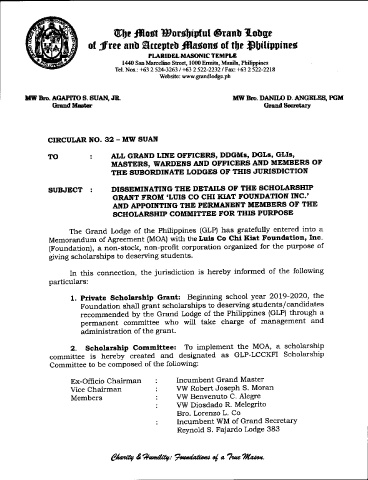 The Most Worshipful Grand Lodge
of Free and Accepted Masons of the Philippines
PLARIDEL MASONIC TEMPLE
1440 San Marcelino Street, 1000 Ermita, Manila, Philippines
Tel. Nos.: +63 2 524-3263 / +63 2 522-2232 / Fax: +63 2 522-2218
Website: www.grandlodge.ph
MW Bro. AGAPITO S. SUAN, JR. MW Bro. DANILO D. ANGELES, PGM
Grand Master Grand Secretary
CIRCULAR NO. 32 – MW SUAN
TO : ALL GRAND LINE OFFICERS, DDGMs, DGLs, GLIs,
MASTERS, WARDENS AND OFFICERS AND MEMBERS OF
THE SUBORDINATE LODGES OF THIS JURISDICTION
SUBJECT : DISSEMINATING THE DETAILS OF THE SCHOLARSHIP
GRANT FROM 'LUIS CO CHI KIAT FOUNDATION INC.'
AND APPOINTING THE PERMANENT MEMBERS OF THE
SCHOLARSHIP COMMITTEE FOR THIS PURPOSE
The Grand Lodge of the Philippines (GLP) has gratefully entered into a
Memorandum of Agreement (MOA) with the Luis Co Chi Kiat Foundation, Inc.
(Foundation), a non-stock, non-profit corporation organized for the purpose of
giving scholarships to deserving students.
In this connection, the jurisdiction is hereby informed of the following
particulars:
1. Private Scholarship Grant: Beginning school year 2019-2020, the
Foundation shall grant scholarships to deserving students/candidates
recommended by the Grand Lodge of the Philippines (GLP) through a
permanent committee who will take charge of management and
administration of the grant.
2. Scholarship Committee: To implement the MOA, a scholarship
committee is hereby created and designated as GLP-LCCKFI Scholarship
Committee to be composed of the following:
Ex-Officio Chairman : Incumbent Grand Master
Vice Chairman : VW Robert Joseph S. Moran
Members : VW Benvenuto C. Alegre
: VW Diosdado R. Melegrito
Bro. Lorenzo L. Co
: Incumbent WM of Grand Secretary
Reynold S. Fajardo Lodge 383
Charity & Humility: Foundations of a True Mason.